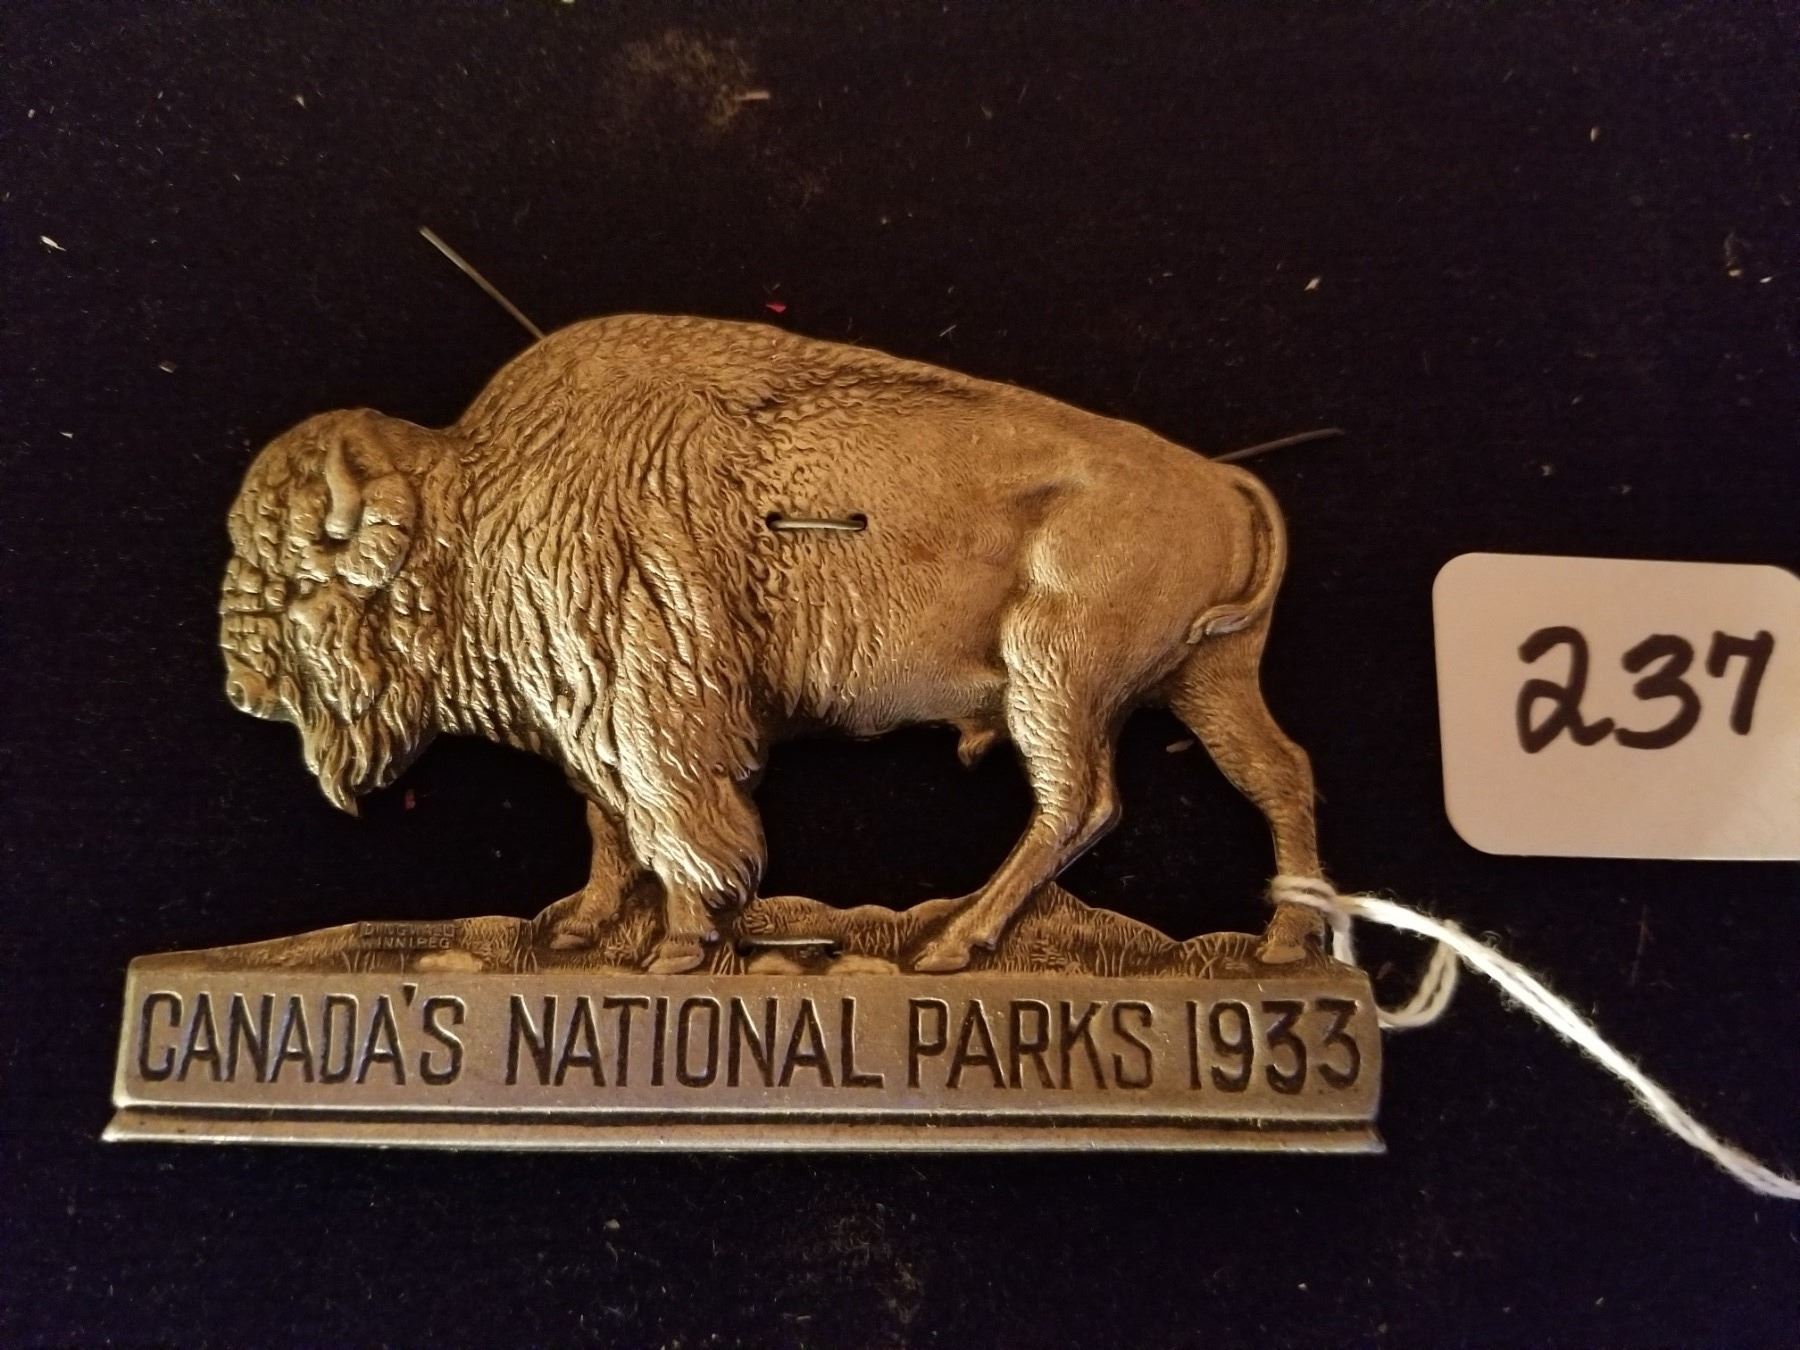 237
DINGWALL
WINNIPEG
CANADA'S NATIONAL PARKS 1933